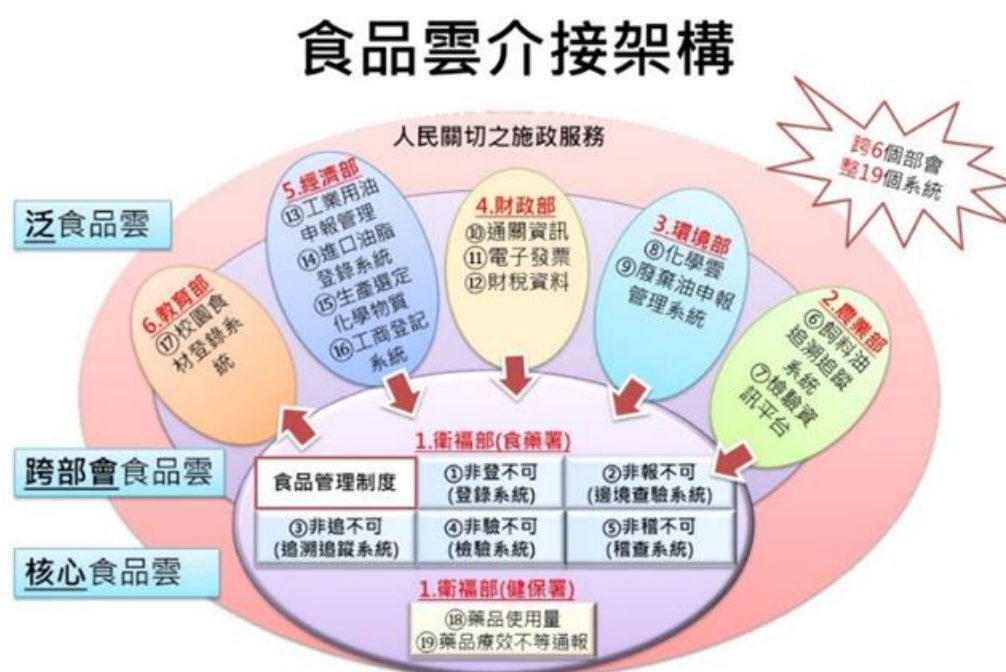 食品雲介接架構
跨6個部會
整19個系統
人民關切之施政服務
泛食品雲
跨部會食品雲
核心食品雲
6.教育部
⑰校園食
材登錄系
統
5.經濟部
⑬工業用油
申報管理
⑭進口油脂
登錄系統
⑮生產選定
化學物質
⑯工商登記
系統
4.財政部
⑩通關資訊
⑪電子發票
⑫財稅資料
3.環境部
⑧化學雲
⑨廢棄油申報
管理系統
2.農業部
⑥飼料油
追溯追蹤
系統
⑦檢驗資
訊平台
1.衛福部(食藥署)
食品管理制度
①非登不可
(登錄系統)
②非報不可
(邊境查驗系統)
③非追不可
(追溯追蹤系統)
④非驗不可
(檢驗系統)
⑤非稽不可
(稽查系統)
1.衛福部(健保署)
⑱藥品使用量
⑲藥品療效不等通報